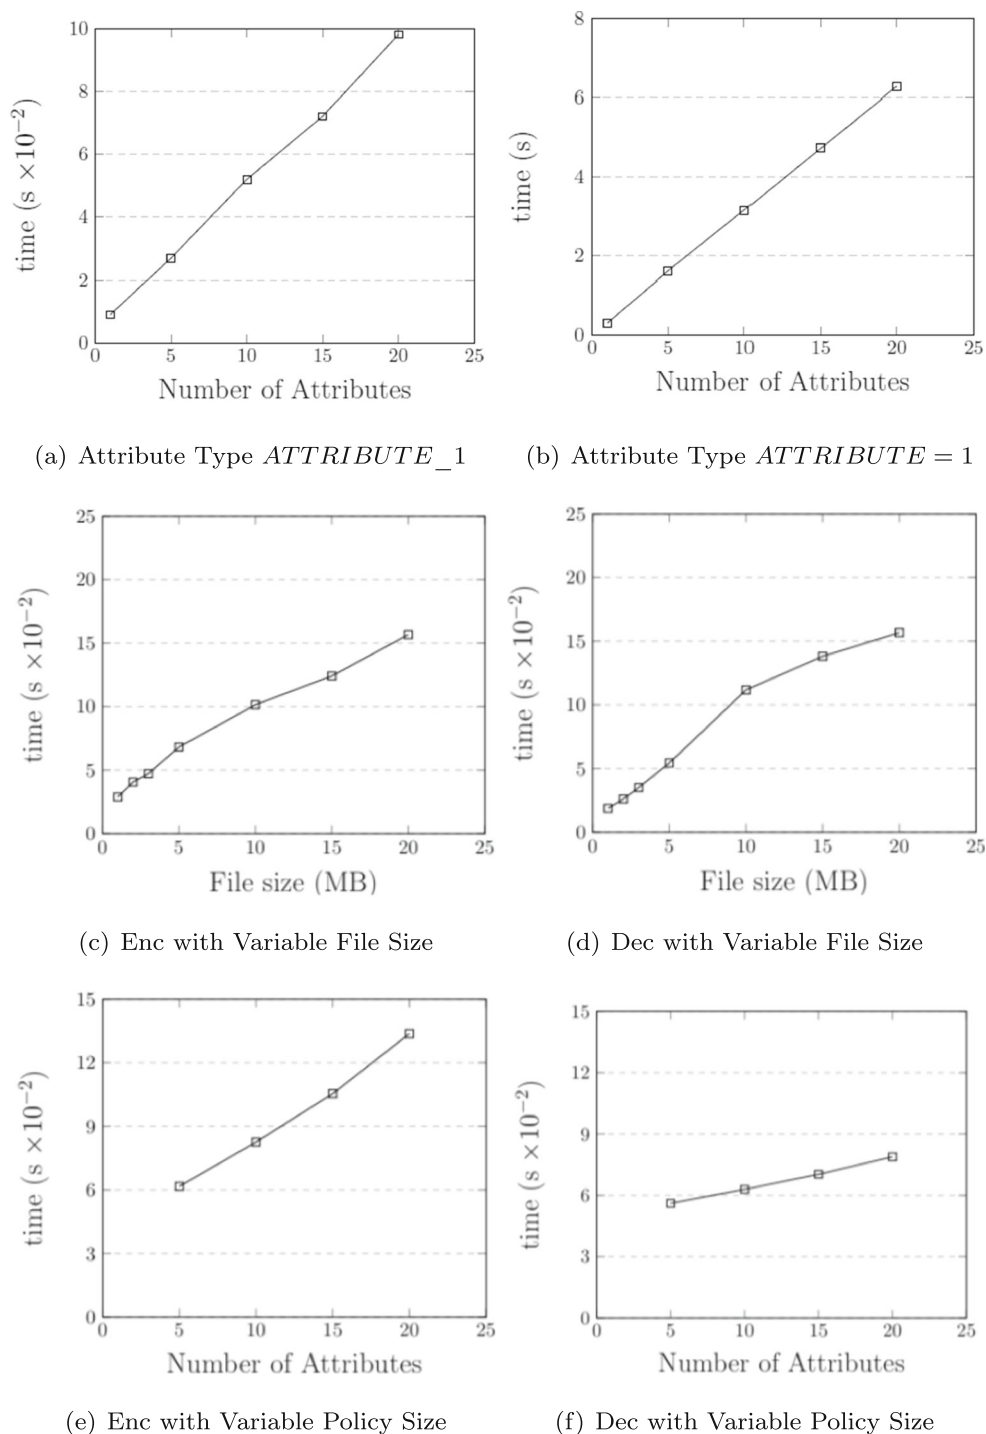 10
8
6
4
2
0
0 5 10 15 20 25
time (s ×10⁻²)
Number of Attributes
(a) Attribute Type ATTRIBUTE_1
8
6
4
2
0
0 5 10 15 20 25
time (s)
Number of Attributes
(b) Attribute Type ATTRIBUTE = 1
25
20
15
10
5
0
0 5 10 15 20 25
time (s ×10⁻²)
File size (MB)
(c) Enc with Variable File Size
25
20
15
10
5
0
0 5 10 15 20 25
time (s ×10⁻²)
File size (MB)
(d) Dec with Variable File Size
15
12
9
6
3
0
0 5 10 15 20 25
time (s ×10⁻²)
Number of Attributes
(e) Enc with Variable Policy Size
15
12
9
6
3
0
0 5 10 15 20 25
time (s ×10⁻²)
Number of Attributes
(f) Dec with Variable Policy Size